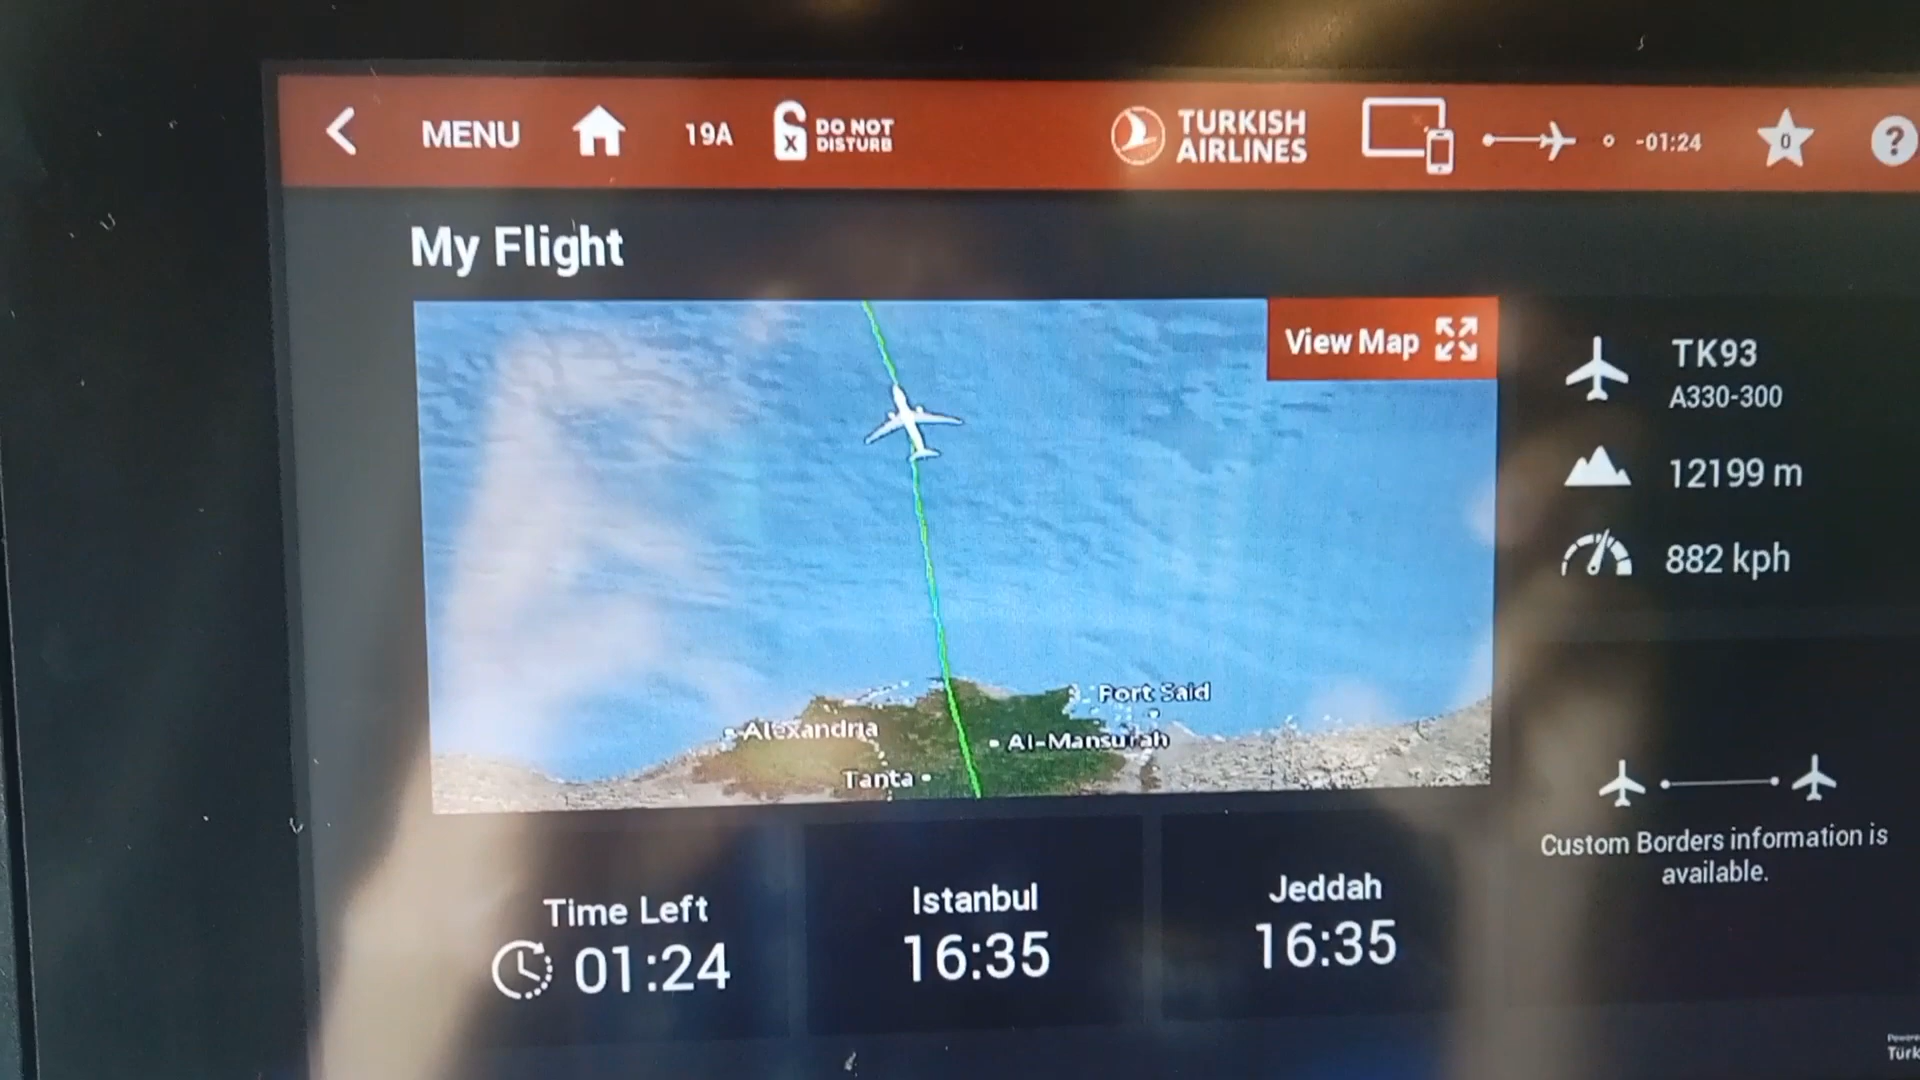 MENU
19A
DO NOT
DISTURB
TURKISH
AIRLINES
-01:24
0
?
My Flight
View Map
TK93
A330-300
12199 m
882 kph
Port Said
Alexandria
Al-Mansurah
Tanta
Custom Borders information is
available.
Time Left
01:24
Istanbul
16:35
Jeddah
16:35